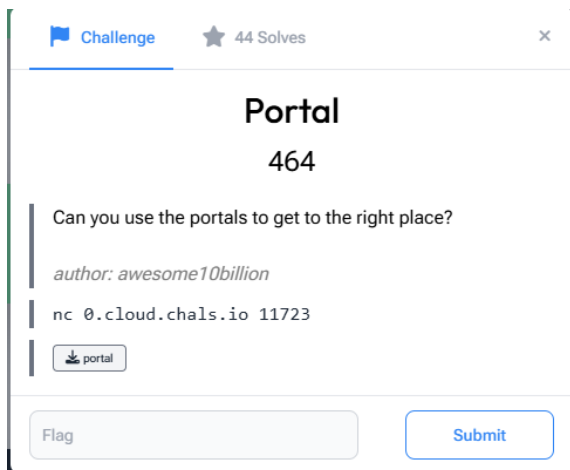 Challenge
44 Solves
×
Portal
464
Can you use the portals to get to the right place?
author: awesome10billion
nc 0.cloud.chals.io 11723
portal
Flag
Submit